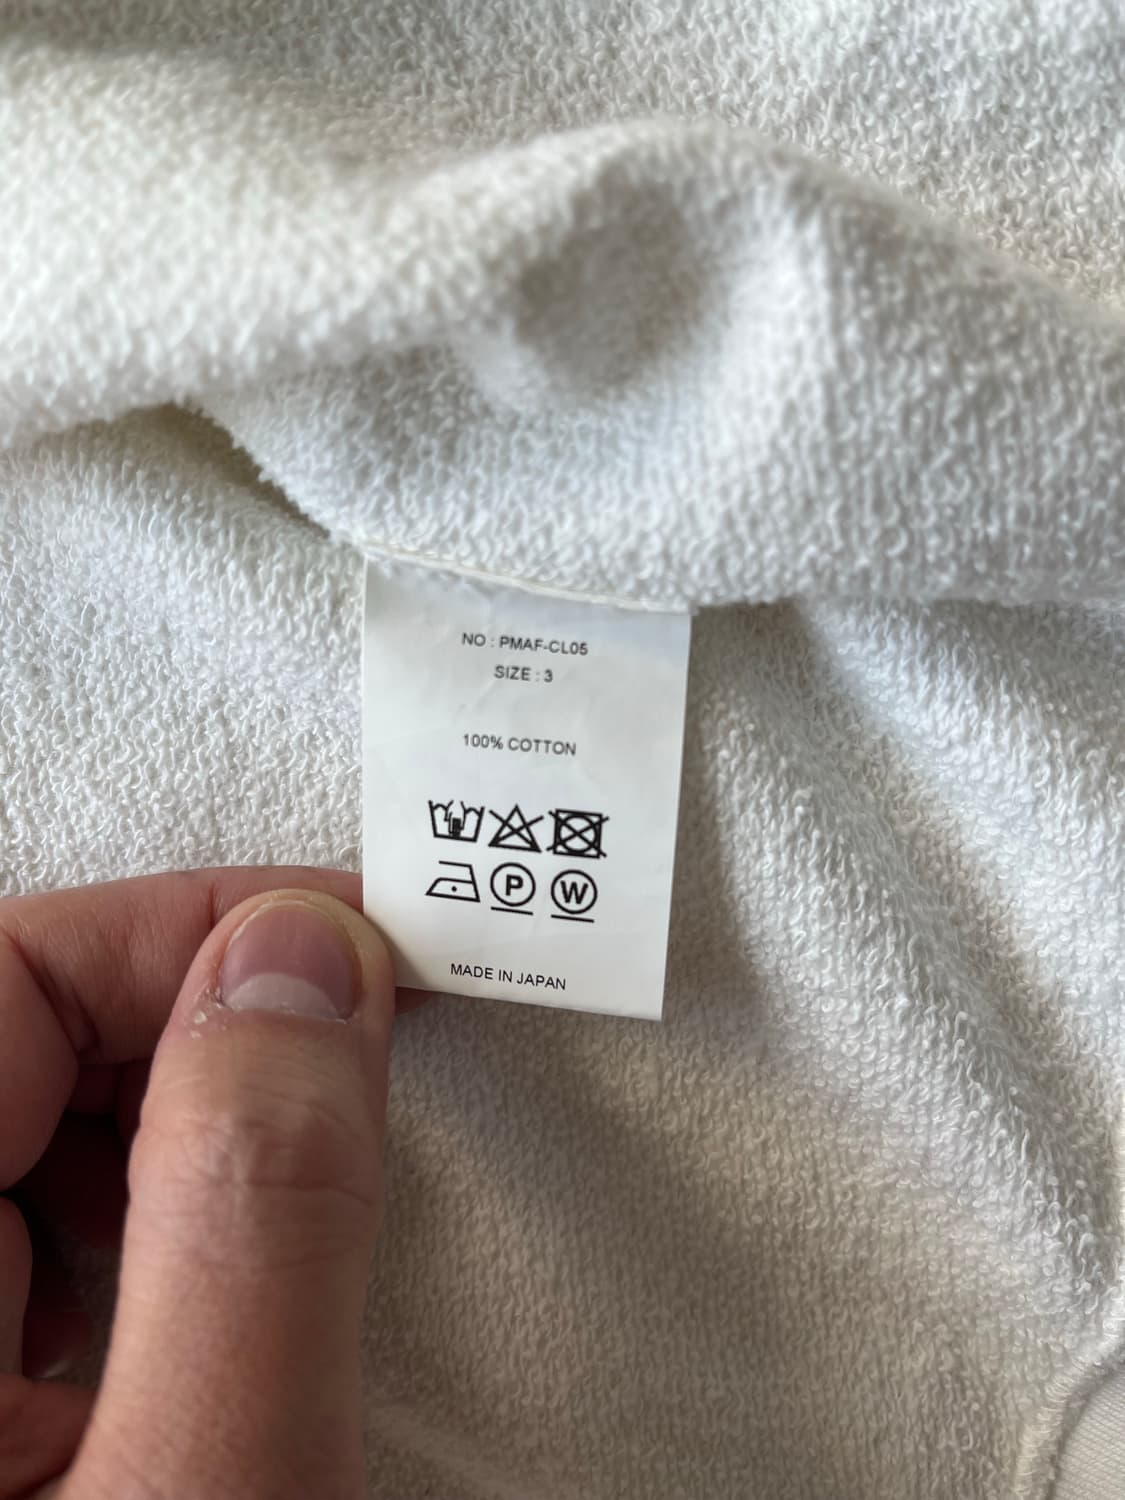 NO : PMAF-CL05
SIZE : 3
100% COTTON
P W
MADE IN JAPAN